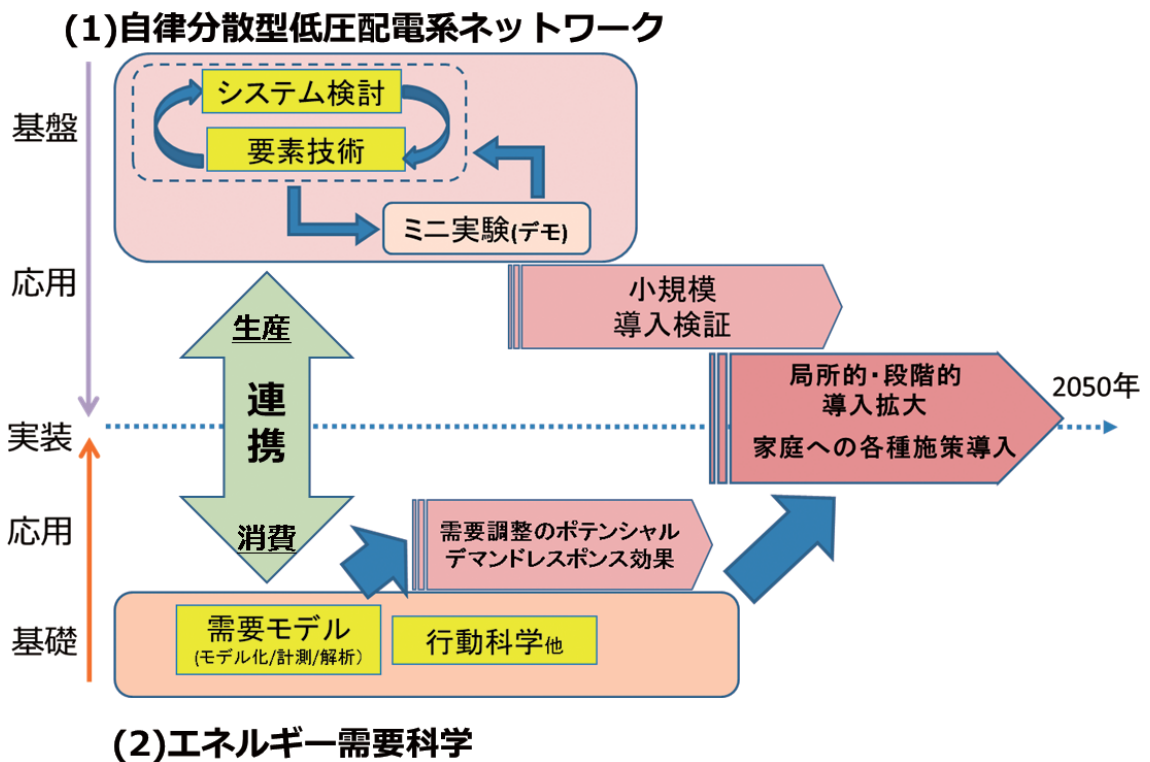 (1)自律分散型低圧配電系ネットワーク
基盤
システム検討
要素技術
ミニ実験(デモ)
応用
小規模
導入検証
生産
連携
消費
局所的・段階的
導入拡大
家庭への各種施策導入
2050年
実装
応用
需要調整のポテンシャル
デマンドレスポンス効果
基礎
需要モデル
(モデル化/計測/解析)
行動科学他
(2)エネルギー需要科学